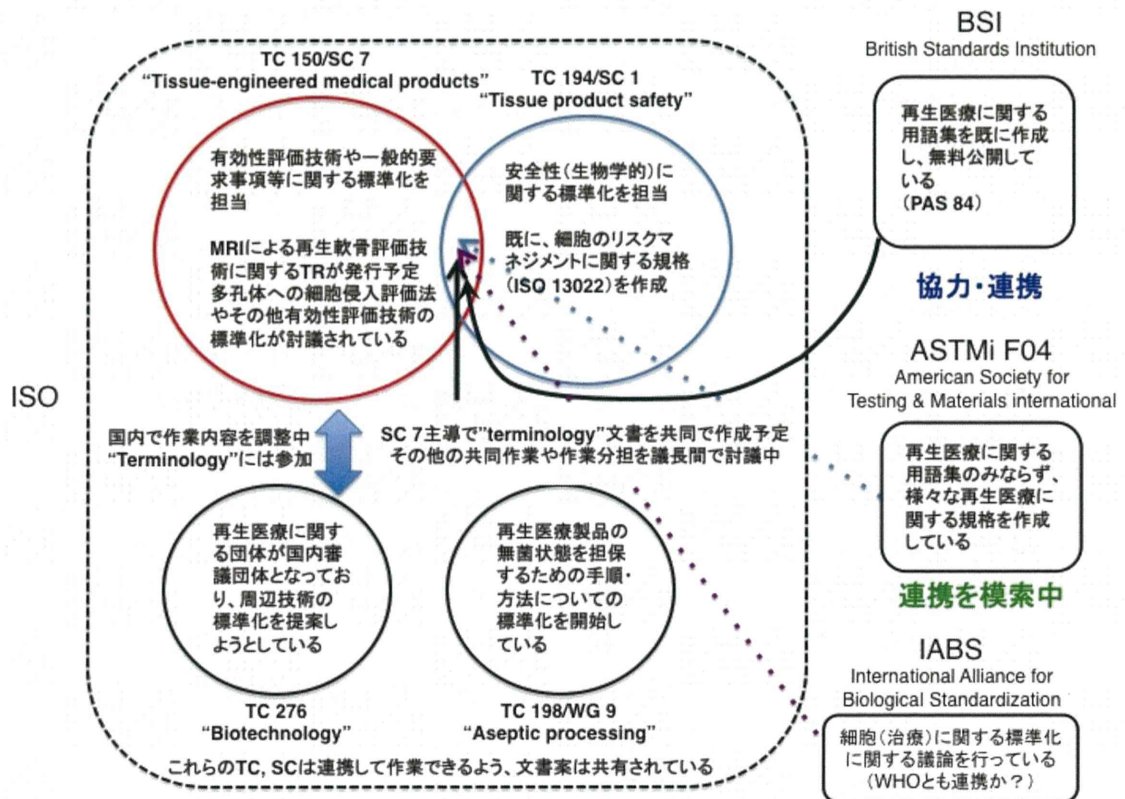 ISO
TC 150/SC 7
“Tissue-engineered medical products”
有効性評価技術や一般的要
求事項等に関する標準化を
担当
MRIによる再生軟骨評価技
術に関するTRが発行予定
多孔体への細胞侵入評価法
やその他有効性評価技術の
標準化が討議されている
TC 194/SC 1
“Tissue product safety”
安全性（生物学的）に
関する標準化を担当
既に、細胞のリスクマ
ネジメントに関する規格
（ISO 13022）を作成
国内で作業内容を調整中
“Terminology”には参加
SC 7主導で”terminology”文書を共同で作成予定
その他の共同作業や作業分担を議長間で討議中
再生医療に関す
る団体が国内審
議団体となってお
り、周辺技術の
標準化を提案し
ようとしている
TC 276
“Biotechnology”
再生医療製品の
無菌状態を担保
するための手順・
方法についての
標準化を開始し
ている
TC 198/WG 9
“Aseptic processing”
これらのTC, SCは連携して作業できるよう、文書案は共有されている
BSI
British Standards Institution
再生医療に関する
用語集を既に作成
し、無料公開して
いる
（PAS 84）
協力・連携
ASTMi F04
American Society for
Testing & Materials international
再生医療に関する
用語集のみならず、
様々な再生医療に
関する規格を作成
している
連携を模索中
IABS
International Alliance for
Biological Standardization
細胞（治療）に関する標準化
に関する議論を行っている
（WHOとも連携か？）